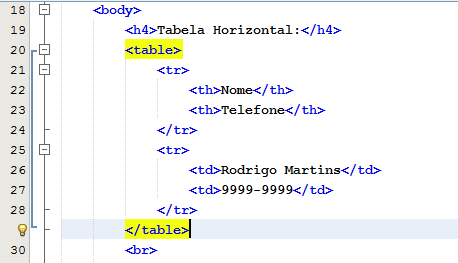 18 <body>
19 <h4>Tabela Horizontal:</h4>
20 <table>
21 <tr>
22 <th>Nome</th>
23 <th>Telefone</th>
24 </tr>
25 <tr>
26 <td>Rodrigo Martins</td>
27 <td>9999-9999</td>
28 </tr>
</table>
30 <br>